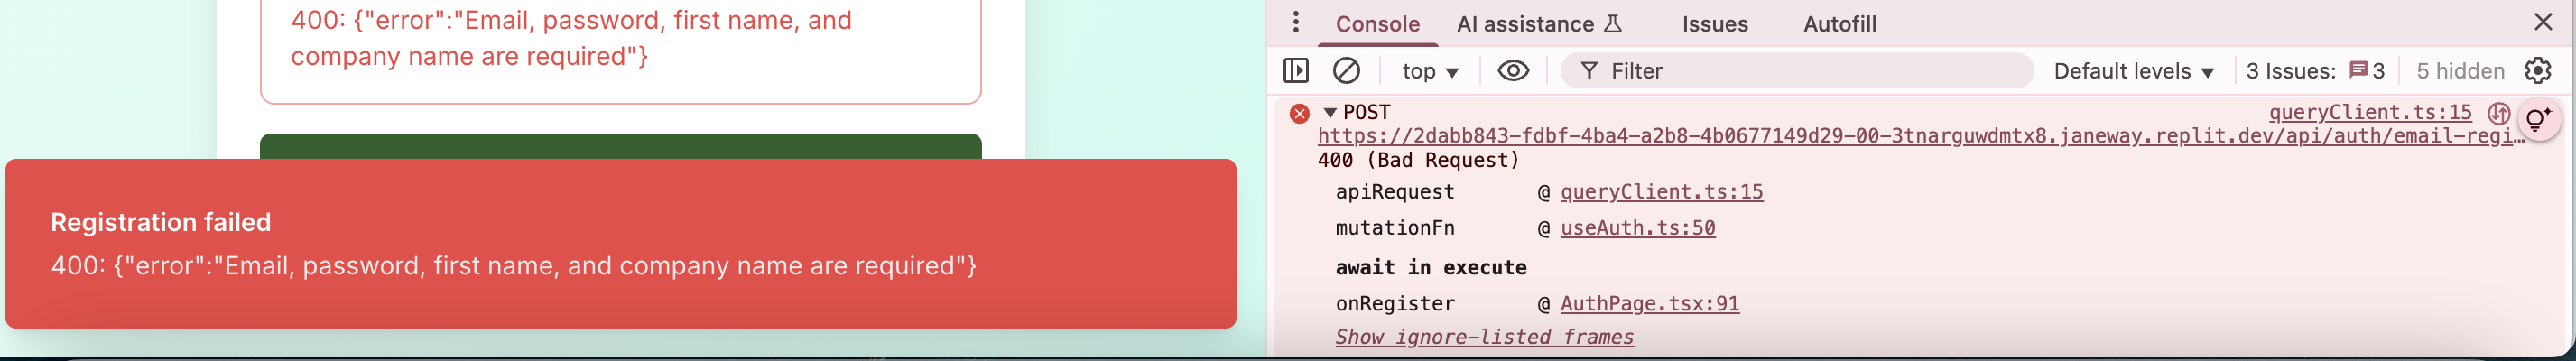 400: {"error":"Email, password, first name, and
company name are required"}
Registration failed
400: {"error":"Email, password, first name, and company name are required"}
Console AI assistance Issues Autofill
top Filter Default levels 3 Issues: 3 5 hidden
POST queryClient.ts:15
https://2dabb843-fdbf-4ba4-a2b8-4b0677149d29-00-3tnarguwdmtx8.janeway.replit.dev/api/auth/email-regi…
400 (Bad Request)
apiRequest @ queryClient.ts:15
mutationFn @ useAuth.ts:50
await in execute
onRegister @ AuthPage.tsx:91
Show ignore-listed frames